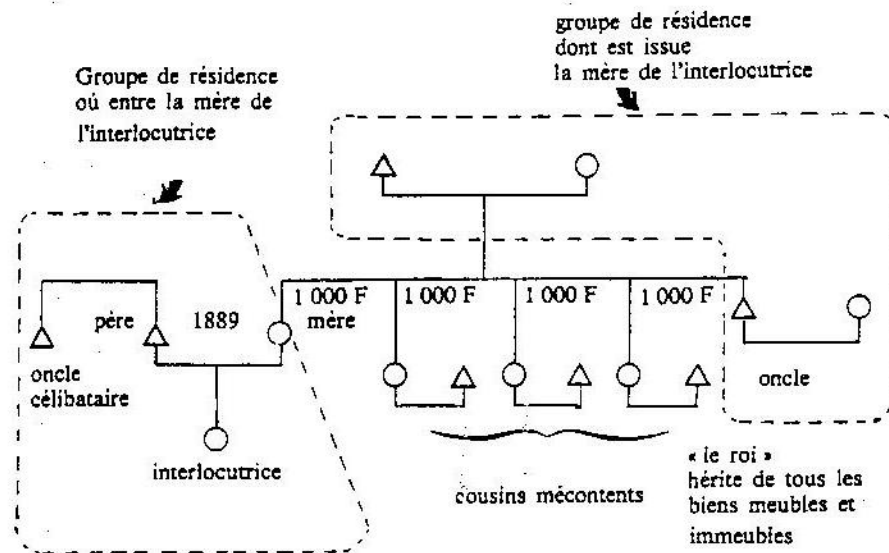 Groupe de résidence
où entre la mère de
l'interlocutrice
groupe de résidence
dont est issue
la mère de l'interlocutrice
1 000 F
1 000 F
1 000 F
1 000 F
père
1889
mère
oncle
célibataire
oncle
interlocutrice
cousins mécontents
« le roi »
hérite de tous les
biens meubles et
immeubles